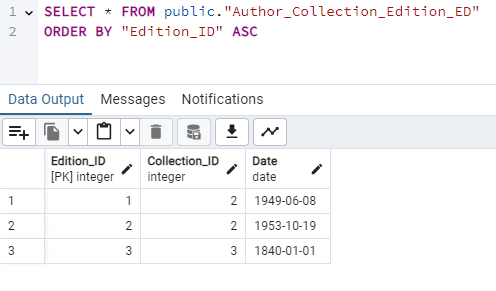 1 SELECT * FROM public."Author_Collection_Edition_ED"
2 ORDER BY "Edition_ID" ASC
Data Output Messages Notifications
Edition_ID Collection_ID Date
[PK] integer integer date
1 1 2 1949-06-08
2 2 2 1953-10-19
3 3 3 1840-01-01